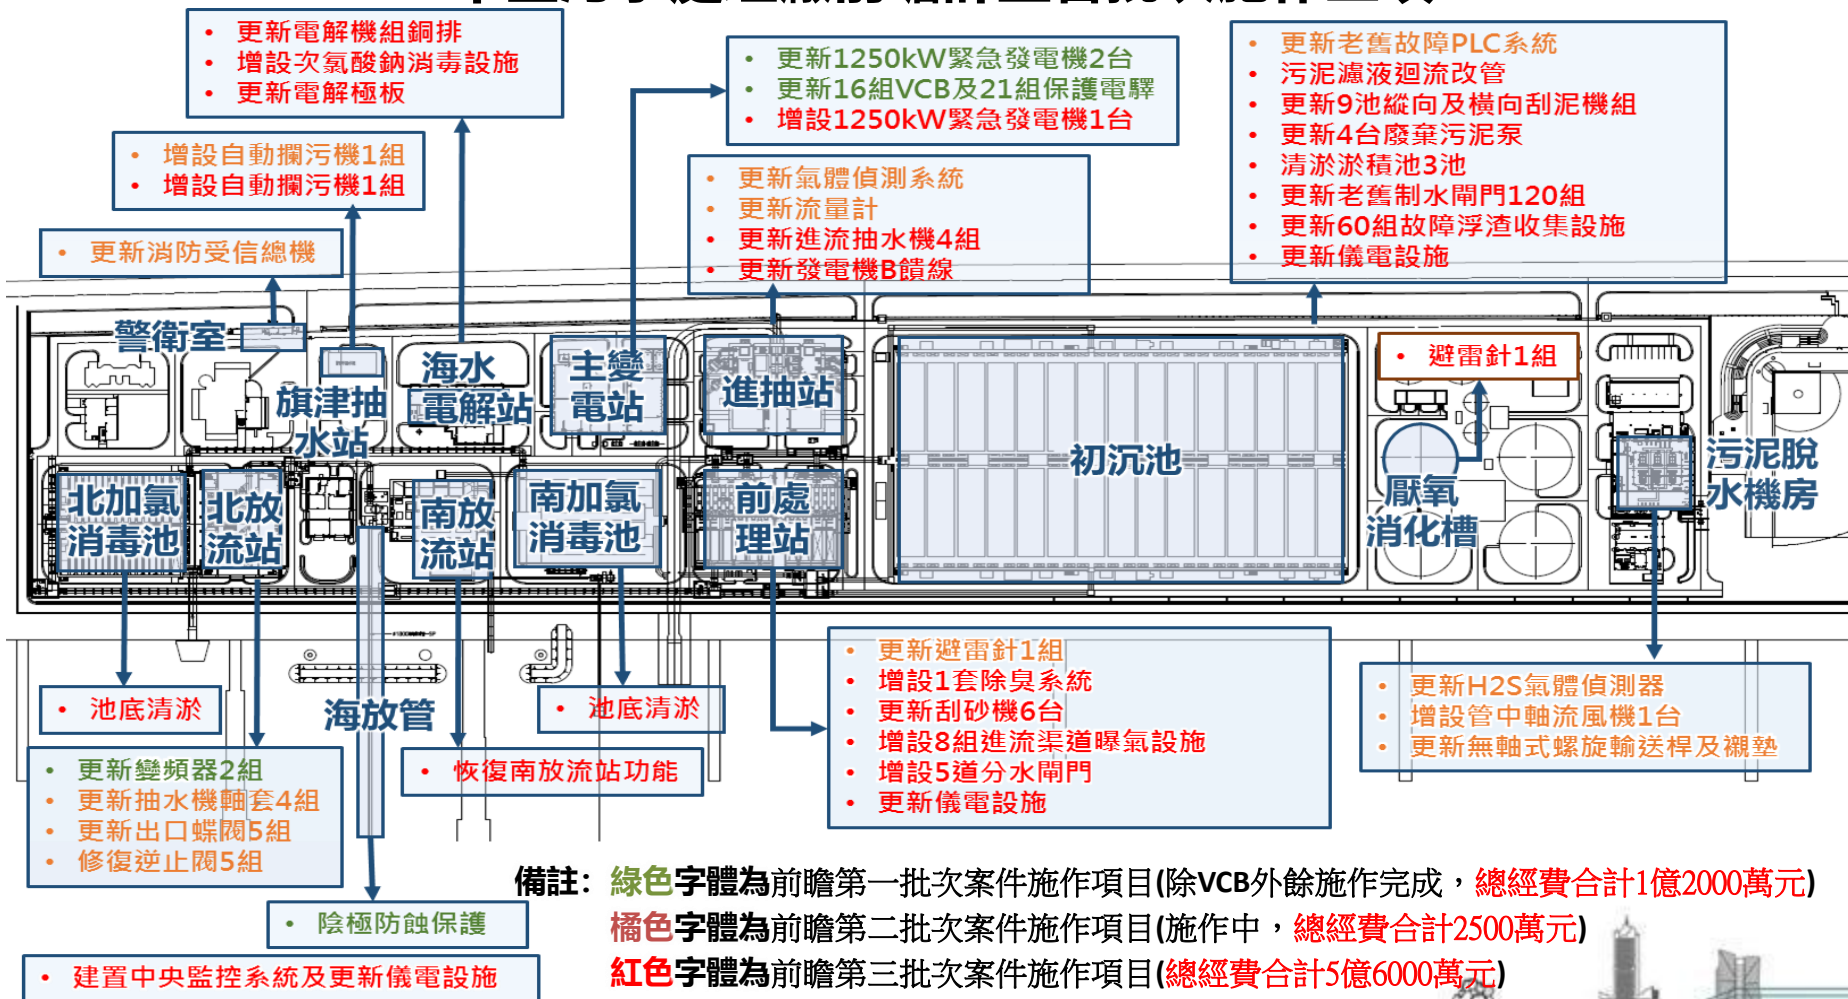 • 更新電解機組銅排
• 增設次氯酸鈉消毒設施
• 更新電解極板
• 更新1250kW緊急發電機2台
• 更新16組VCB及21組保護電驛
• 增設1250kW緊急發電機1台
• 更新老舊故障PLC系統
• 污泥濾液迴流改管
• 更新9池縱向及橫向刮泥機組
• 更新4台廢棄污泥泵
• 清淤淤積池3池
• 更新老舊制水閘門120組
• 更新60組故障浮渣收集設施
• 更新儀電設施
• 增設自動攔污機1組
• 增設自動攔污機1組
• 更新氣體偵測系統
• 更新流量計
• 更新進流抽水機4組
• 更新發電機B饋線
• 更新消防受信總機
警衛室
旗津抽
水站
海水
電解站
主變
電站
進抽站
初沉池
• 避雷針1組
厭氧
消化槽
污泥脫
水機房
北加氯
消毒池
北放
流站
南放
流站
南加氯
消毒池
前處
理站
• 池底清淤
海放管
• 池底清淤
• 更新變頻器2組
• 更新抽水機軸套4組
• 更新出口蝶閥5組
• 修復逆止閥5組
• 恢復南放流站功能
• 更新避雷針1組
• 增設1套除臭系統
• 更新刮砂機6台
• 增設8組進流渠道曝氣設施
• 增設5道分水閘門
• 更新儀電設施
• 更新H2S氣體偵測器
• 增設管中軸流風機1台
• 更新無軸式螺旋輸送桿及襯墊
• 陰極防蝕保護
• 建置中央監控系統及更新儀電設施
備註：綠色字體為前瞻第一批次案件施作項目(除VCB外餘施作完成，總經費合計1億2000萬元)
橘色字體為前瞻第二批次案件施作項目(施作中，總經費合計2500萬元)
紅色字體為前瞻第三批次案件施作項目(總經費合計5億6000萬元)